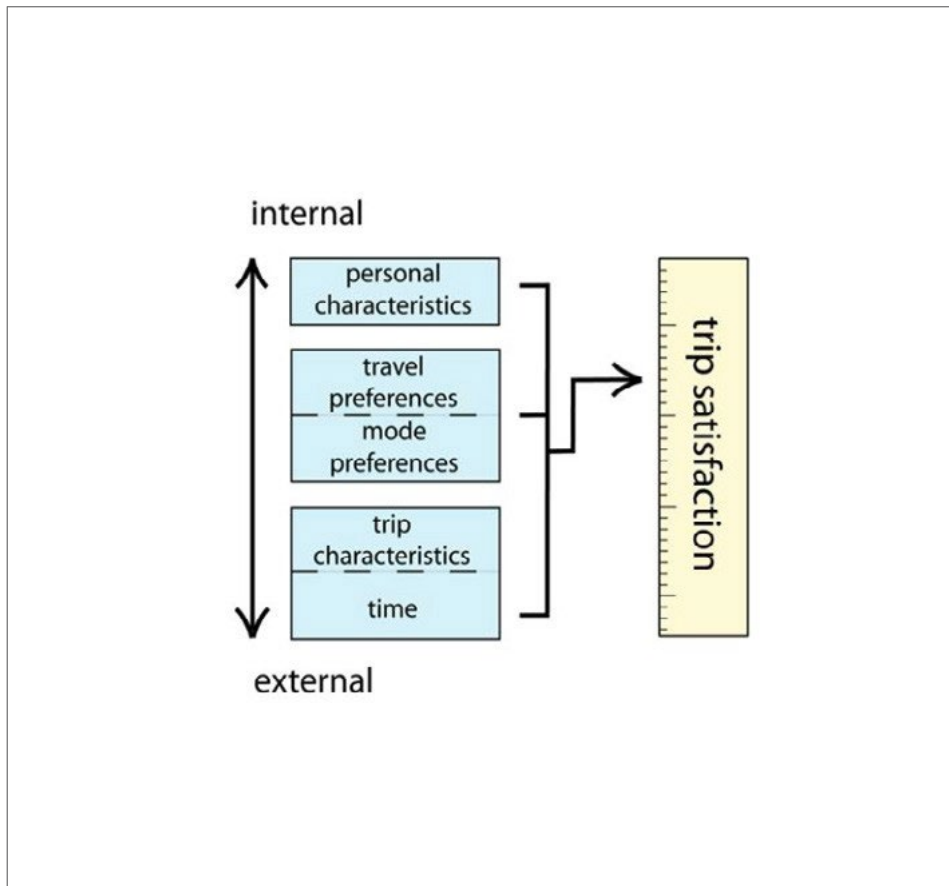 internal
personal
characteristics
travel
preferences
mode
preferences
trip
characteristics
time
external
trip satisfaction